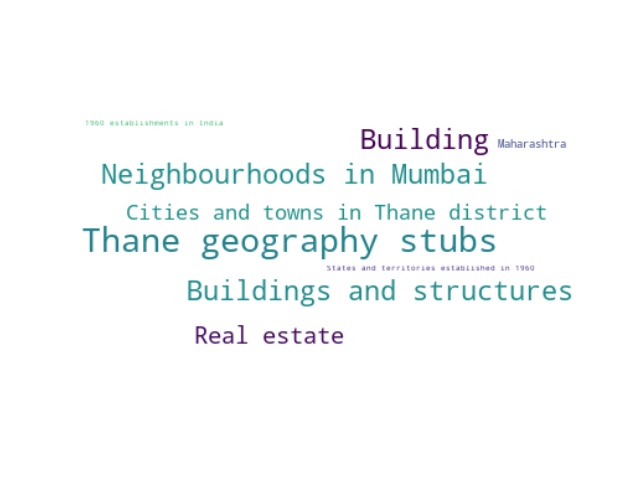 1960 establishments in India
Building Maharashtra
Neighbourhoods in Mumbai
Cities and towns in Thane district
Thane geography stubs
States and territories established in 1960
Buildings and structures
Real estate